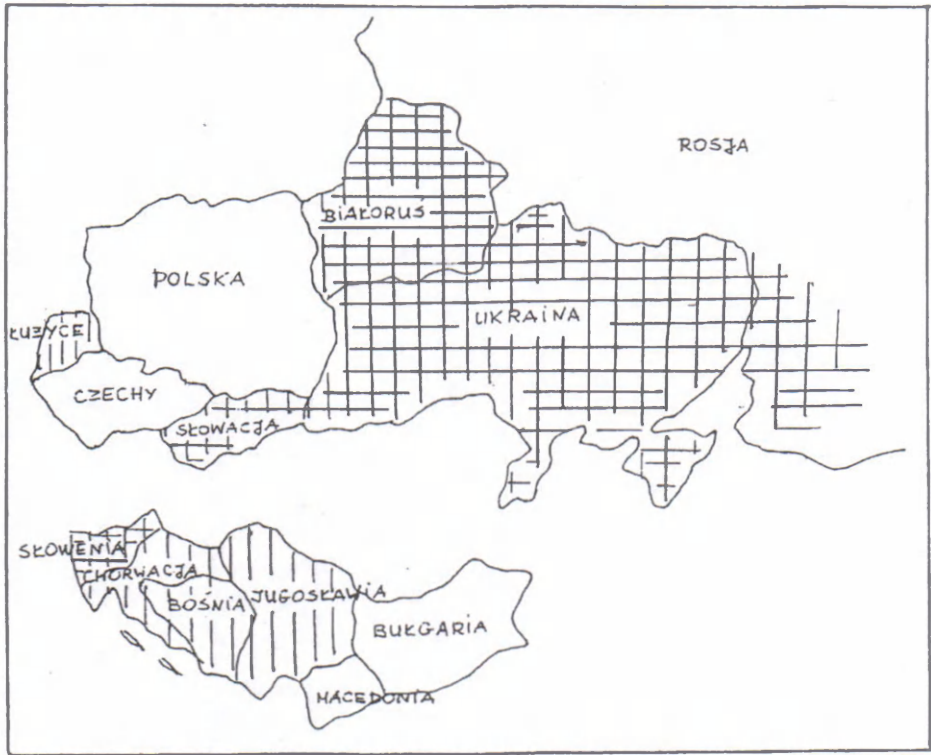 ROSJA
BIAŁORUŚ
POLSKA
UKRAINA
ŁUŻYCE
CZECHY
SŁOWACJA
SŁOWENIA
CHORWACJA
BOŚNIA
JUGOSŁAWIA
BUŁGARIA
MACEDONIA